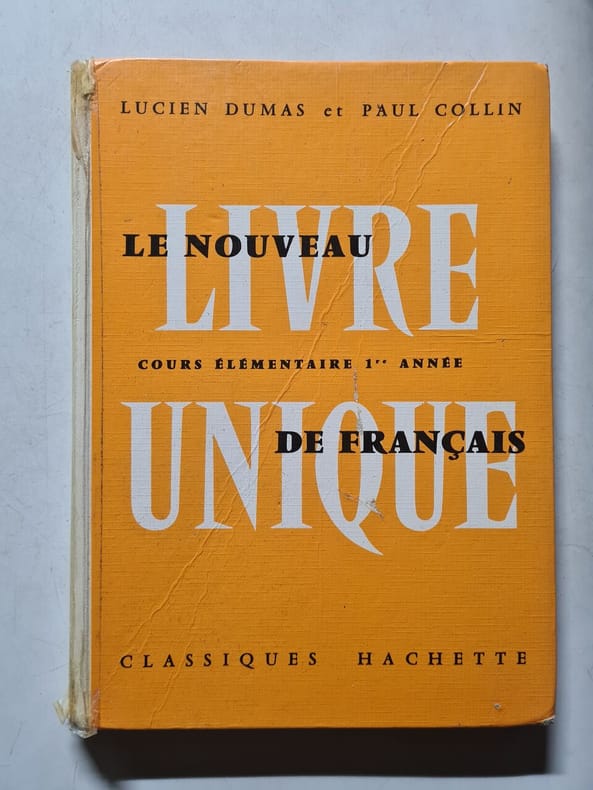 LUCIEN DUMAS et PAUL COLLIN
LE NOUVEAU
LIVRE
COURS ÉLÉMENTAIRE 1re ANNÉE
UNIQUE
DE FRANÇAIS
CLASSIQUES HACHETTE